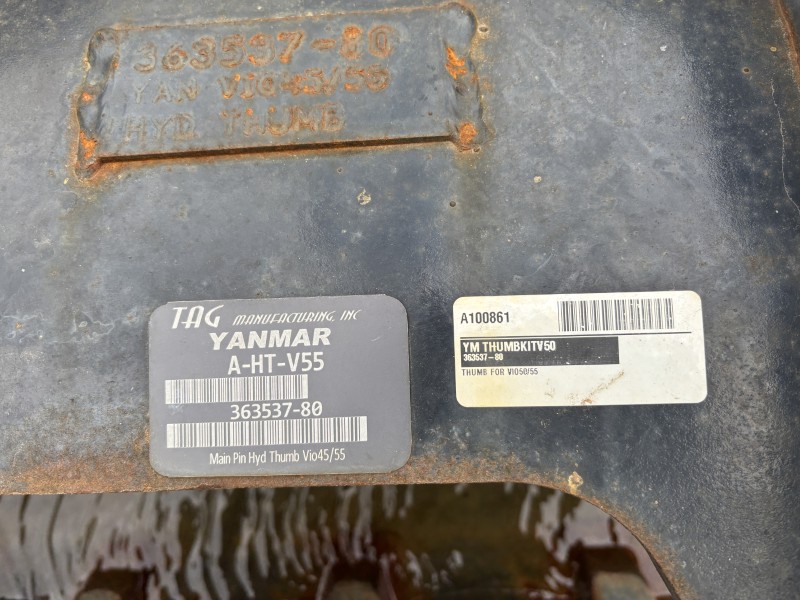 363537-80
YAN VIO45/55
HYD THUMB
TAG MANUFACTURING, INC
YANMAR
A-HT-V55
363537-80
Main Pin Hyd Thumb Vio45/55
A100861
YM THUMBKITV50
363537-80
THUMB FOR VIO50/55